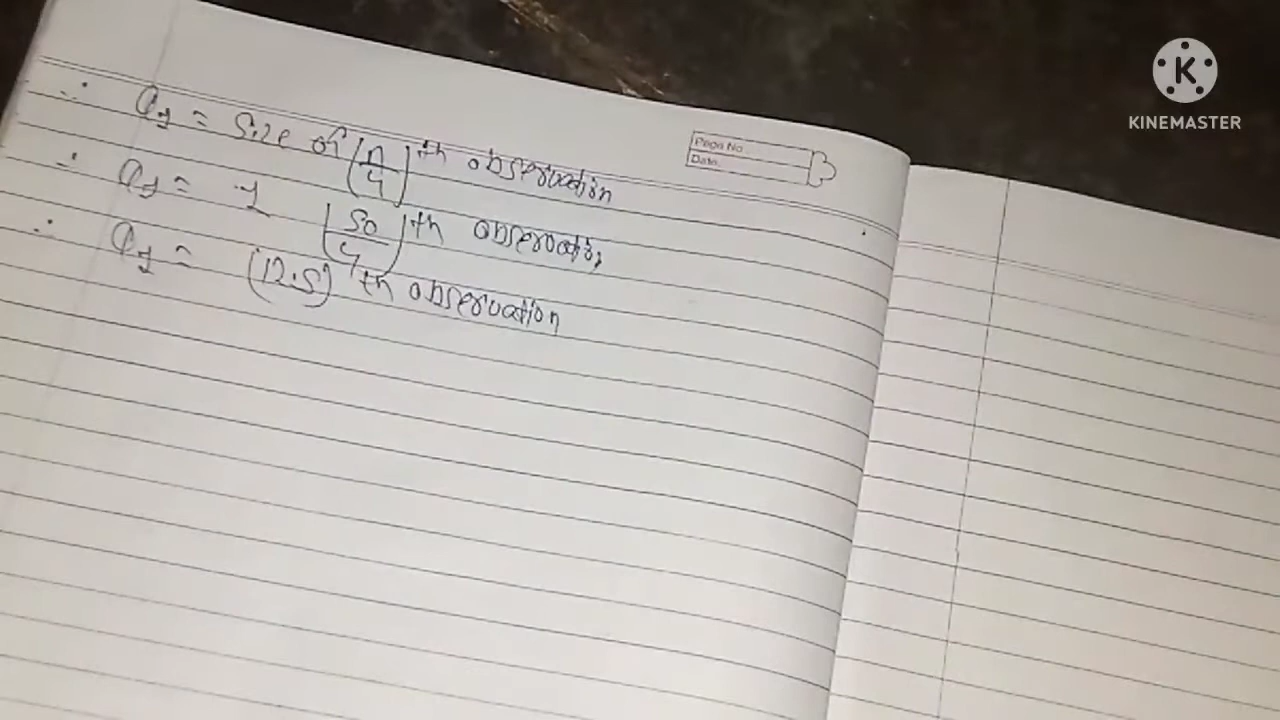 ∴ Q₁ = Size of (n/4)th observation
∴ Q₁ = " (50/4)th observation
∴ Q₁ = (12.5)th observation
Page No.
Date
K
KINEMASTER